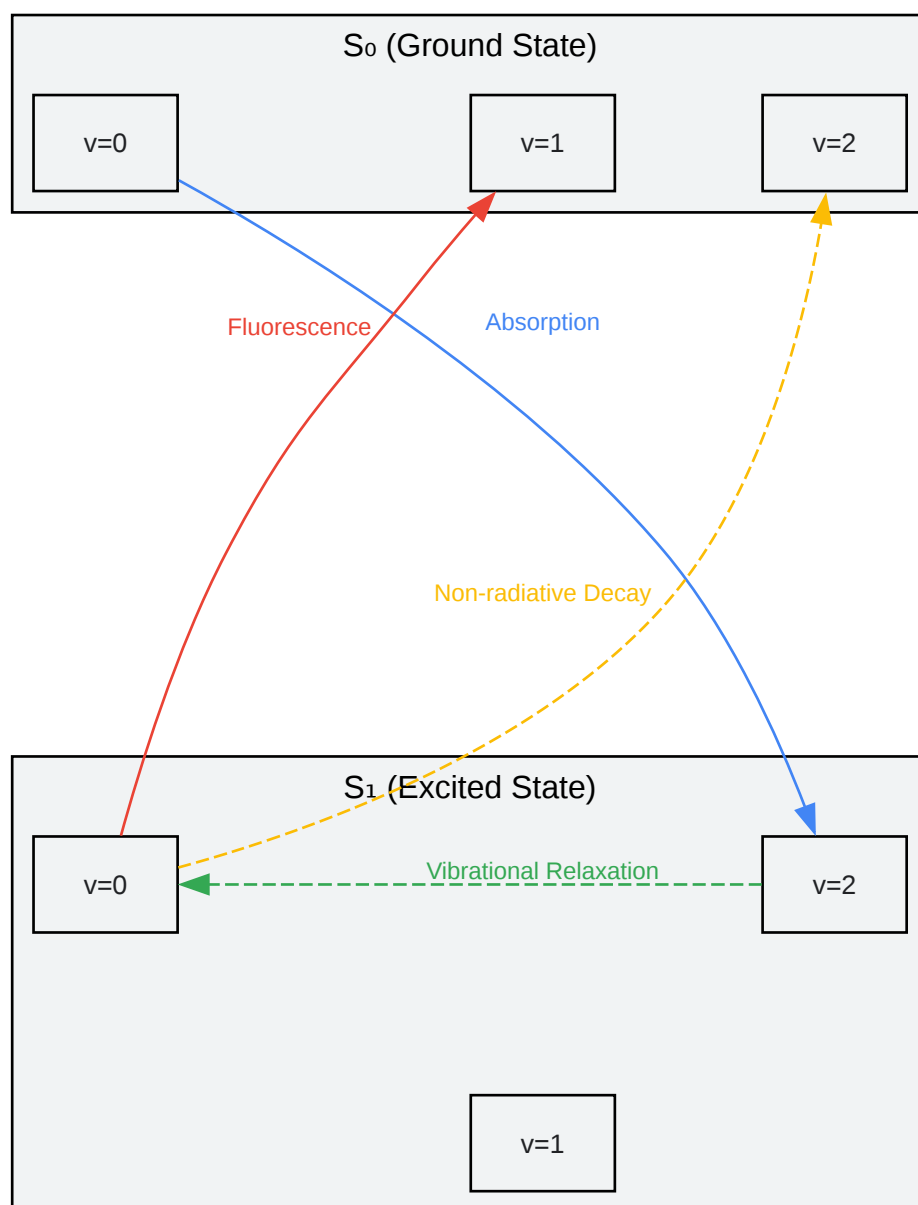 S₀ (Ground State)
v=0
v=1
v=2
Fluorescence
Absorption
Non-radiative Decay
S₁ (Excited State)
v=0
Vibrational Relaxation
v=2
v=1